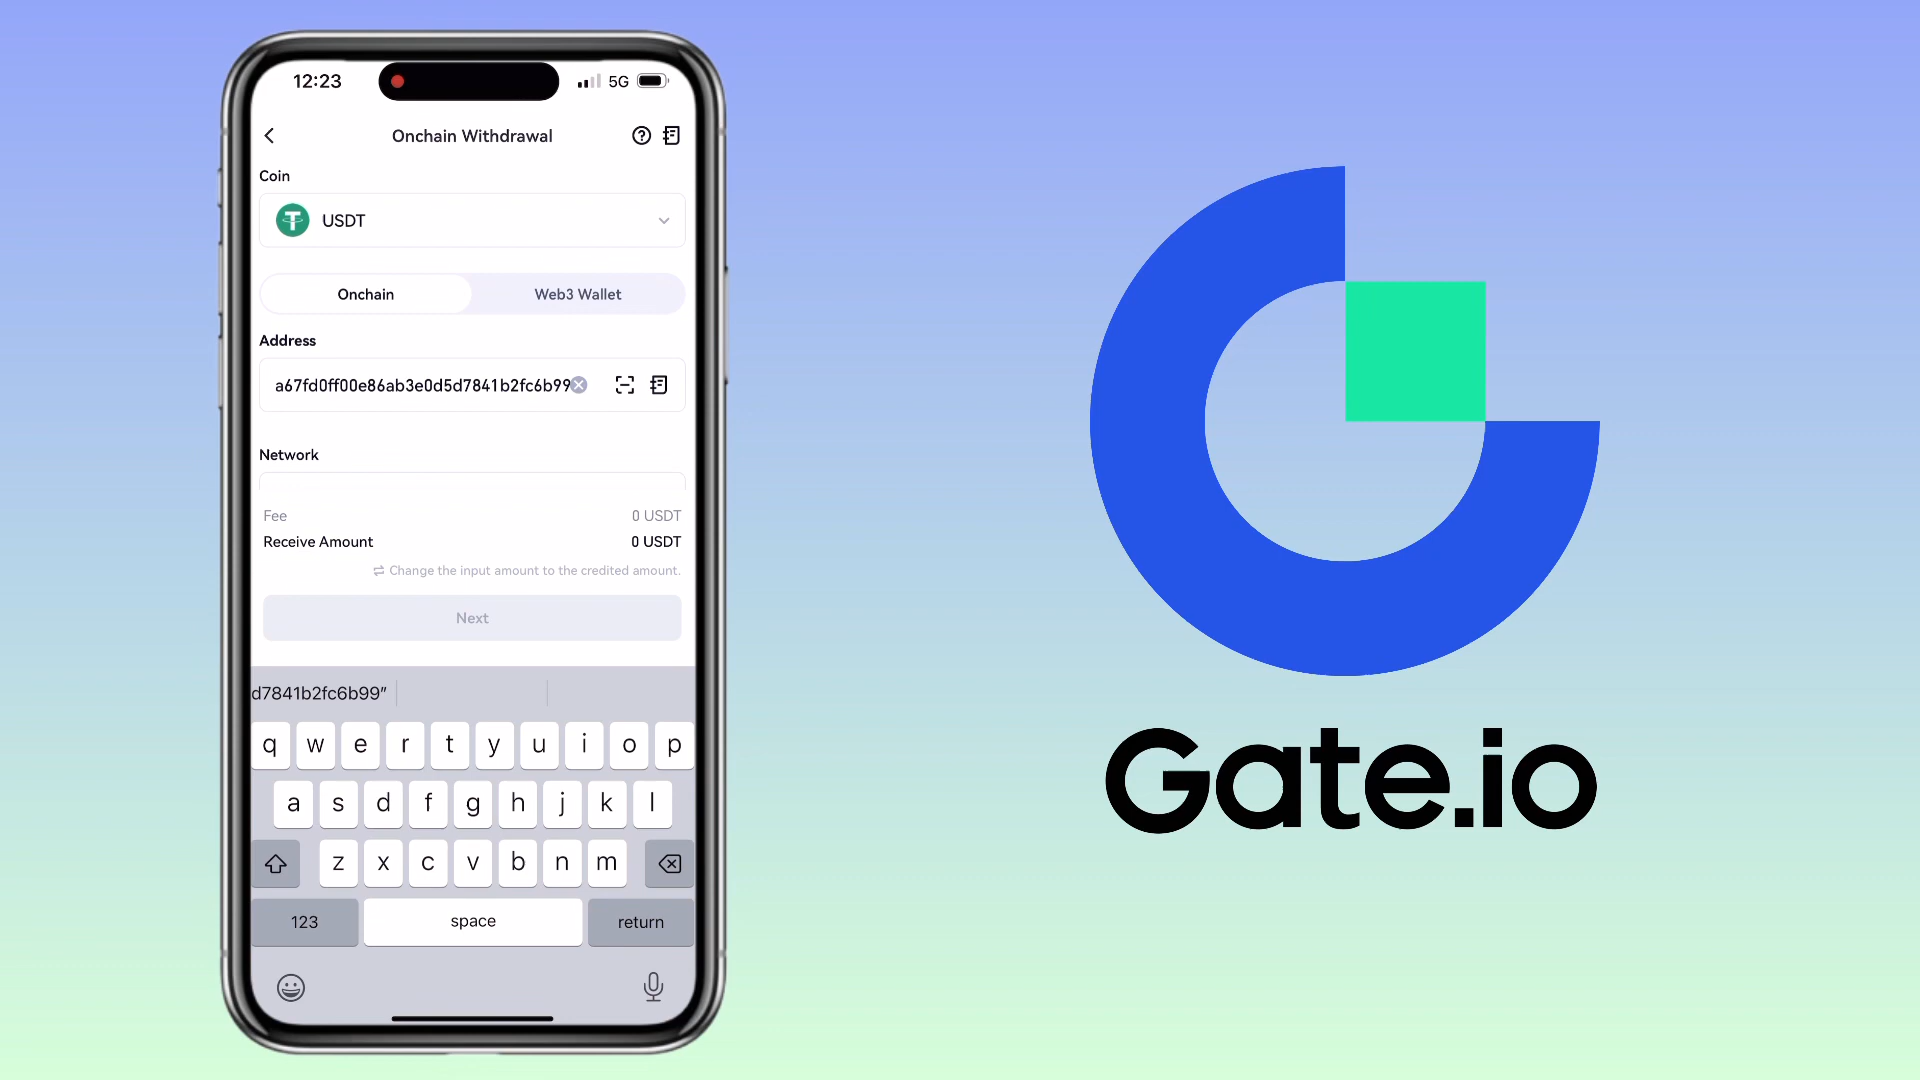 12:23
5G
Onchain Withdrawal
Coin
USDT
Onchain
Web3 Wallet
Address
a67fd0ff00e86ab3e0d5d7841b2fc6b99
Network
Fee
0 USDT
Receive Amount
0 USDT
Change the input amount to the credited amount.
Next
d7841b2fc6b99”
q w e r t y u i o p
a s d f g h j k l
z x c v b n m
123
space
return
Gate.io